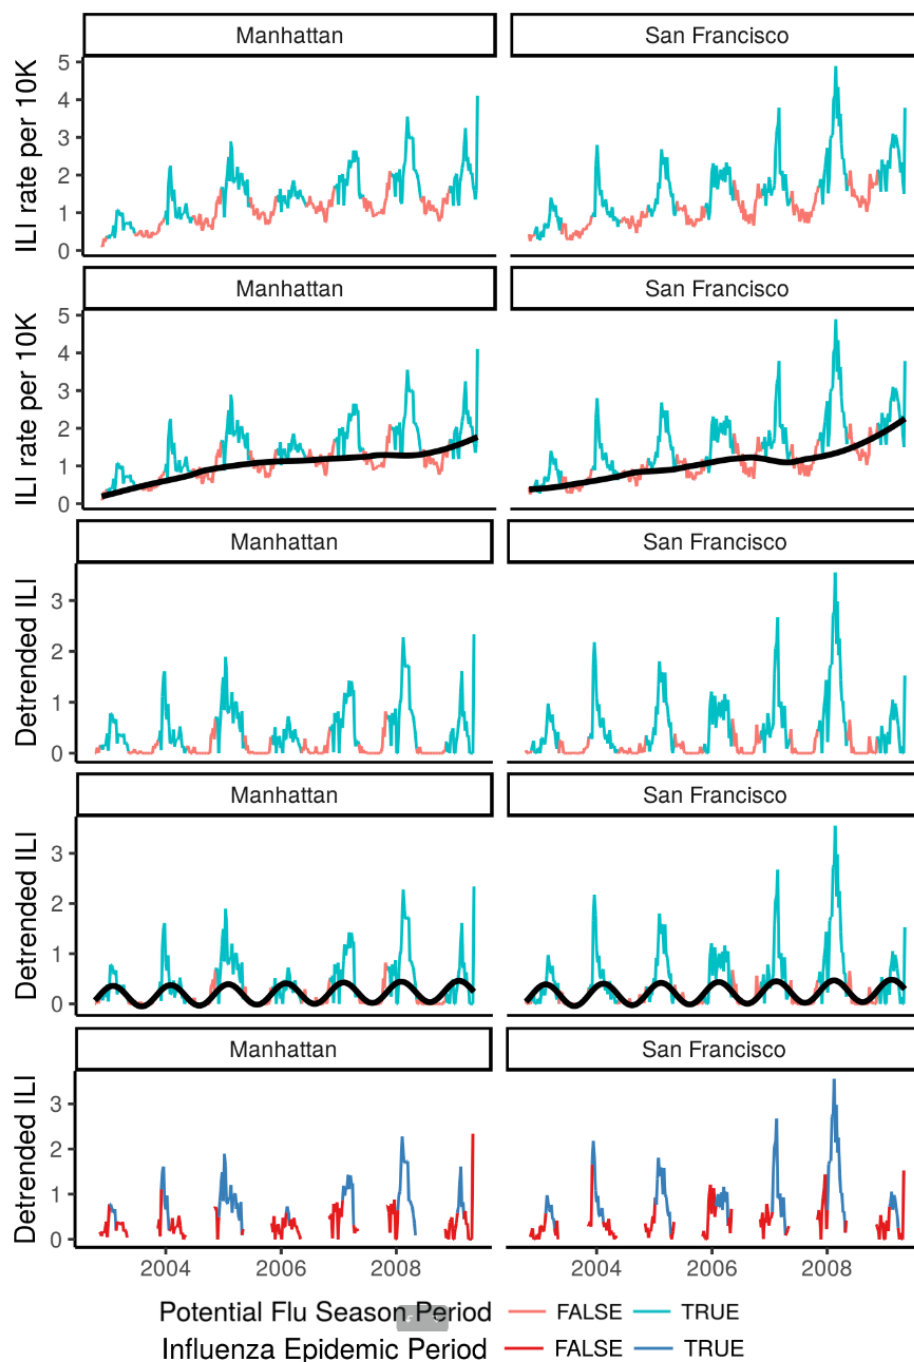 Manhattan San Francisco
ILI rate per 10K
5
4
3
2
1
0
Manhattan San Francisco
ILI rate per 10K
5
4
3
2
1
0
Manhattan San Francisco
Detrended ILI
3
2
1
0
Manhattan San Francisco
Detrended ILI
3
2
1
0
Manhattan San Francisco
Detrended ILI
3
2
1
0
2004 2006 2008 2004 2006 2008
Potential Flu Season Period FALSE TRUE
Influenza Epidemic Period FALSE TRUE